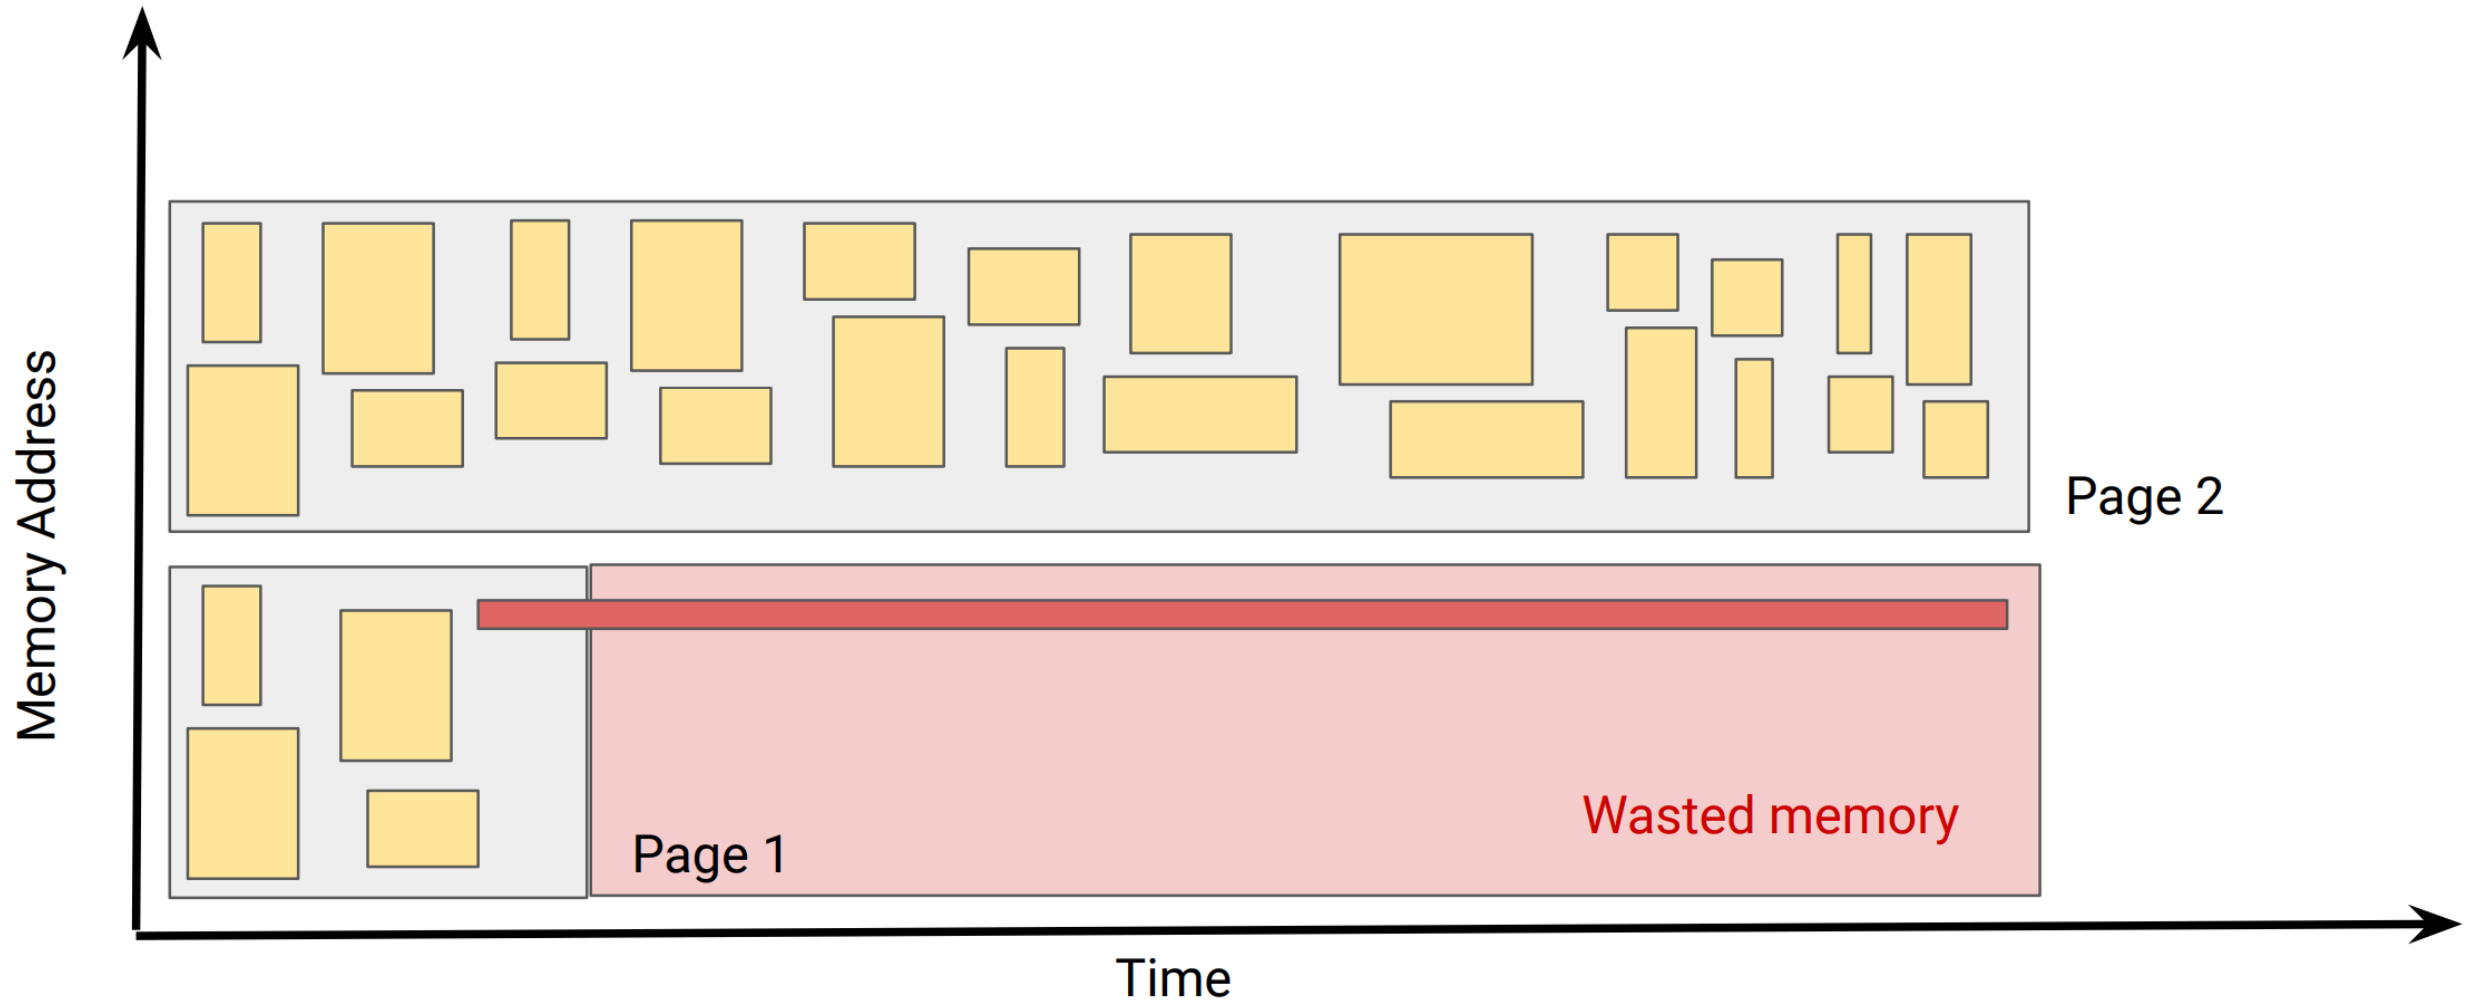 Memory Address
Page 2
Page 1
Wasted memory
Time